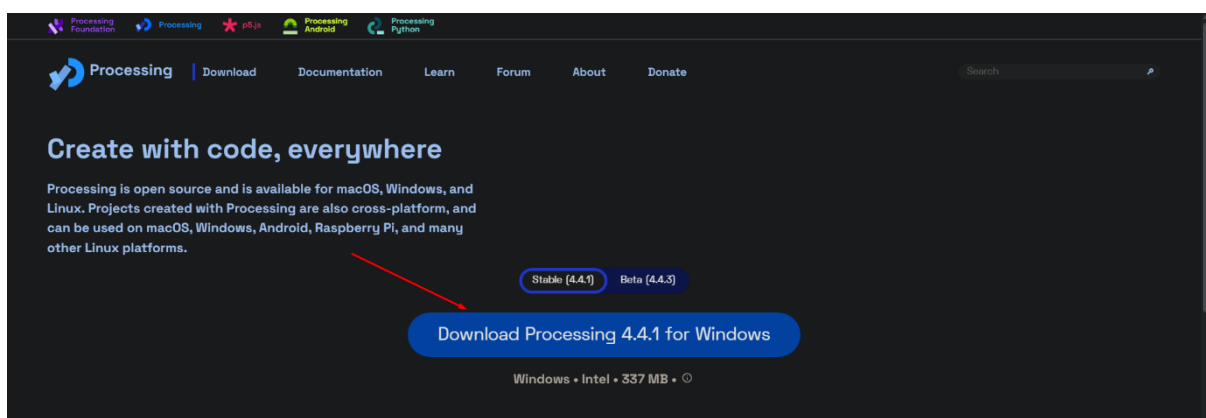 Processing Foundation
Processing
p5.js
Processing Android
Processing Python
Processing
Download
Documentation
Learn
Forum
About
Donate
Search
Create with code, everywhere
Processing is open source and is available for macOS, Windows, and
Linux. Projects created with Processing are also cross-platform, and
can be used on macOS, Windows, Android, Raspberry Pi, and many
other Linux platforms.
Stable (4.4.1)
Beta (4.4.3)
Download Processing 4.4.1 for Windows
Windows • Intel • 337 MB •